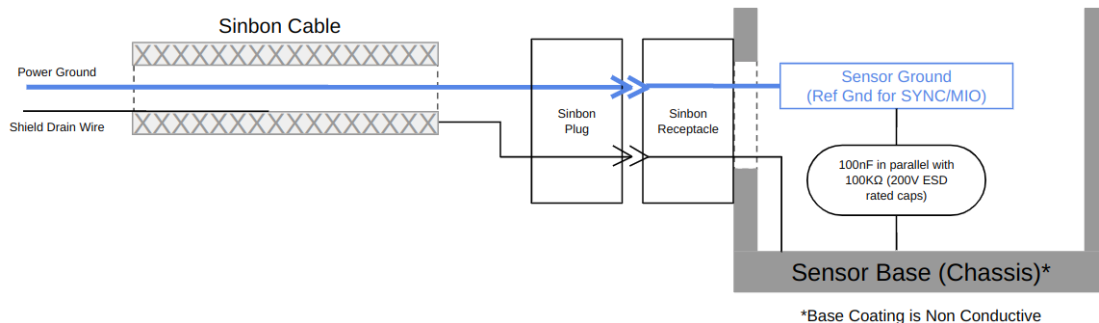 Sinbon Cable
Power Ground
Shield Drain Wire
Sinbon
Plug
Sinbon
Receptacle
Sensor Ground
(Ref Gnd for SYNC/MIO)
100nF in parallel with
100KΩ (200V ESD
rated caps)
Sensor Base (Chassis)*
*Base Coating is Non Conductive